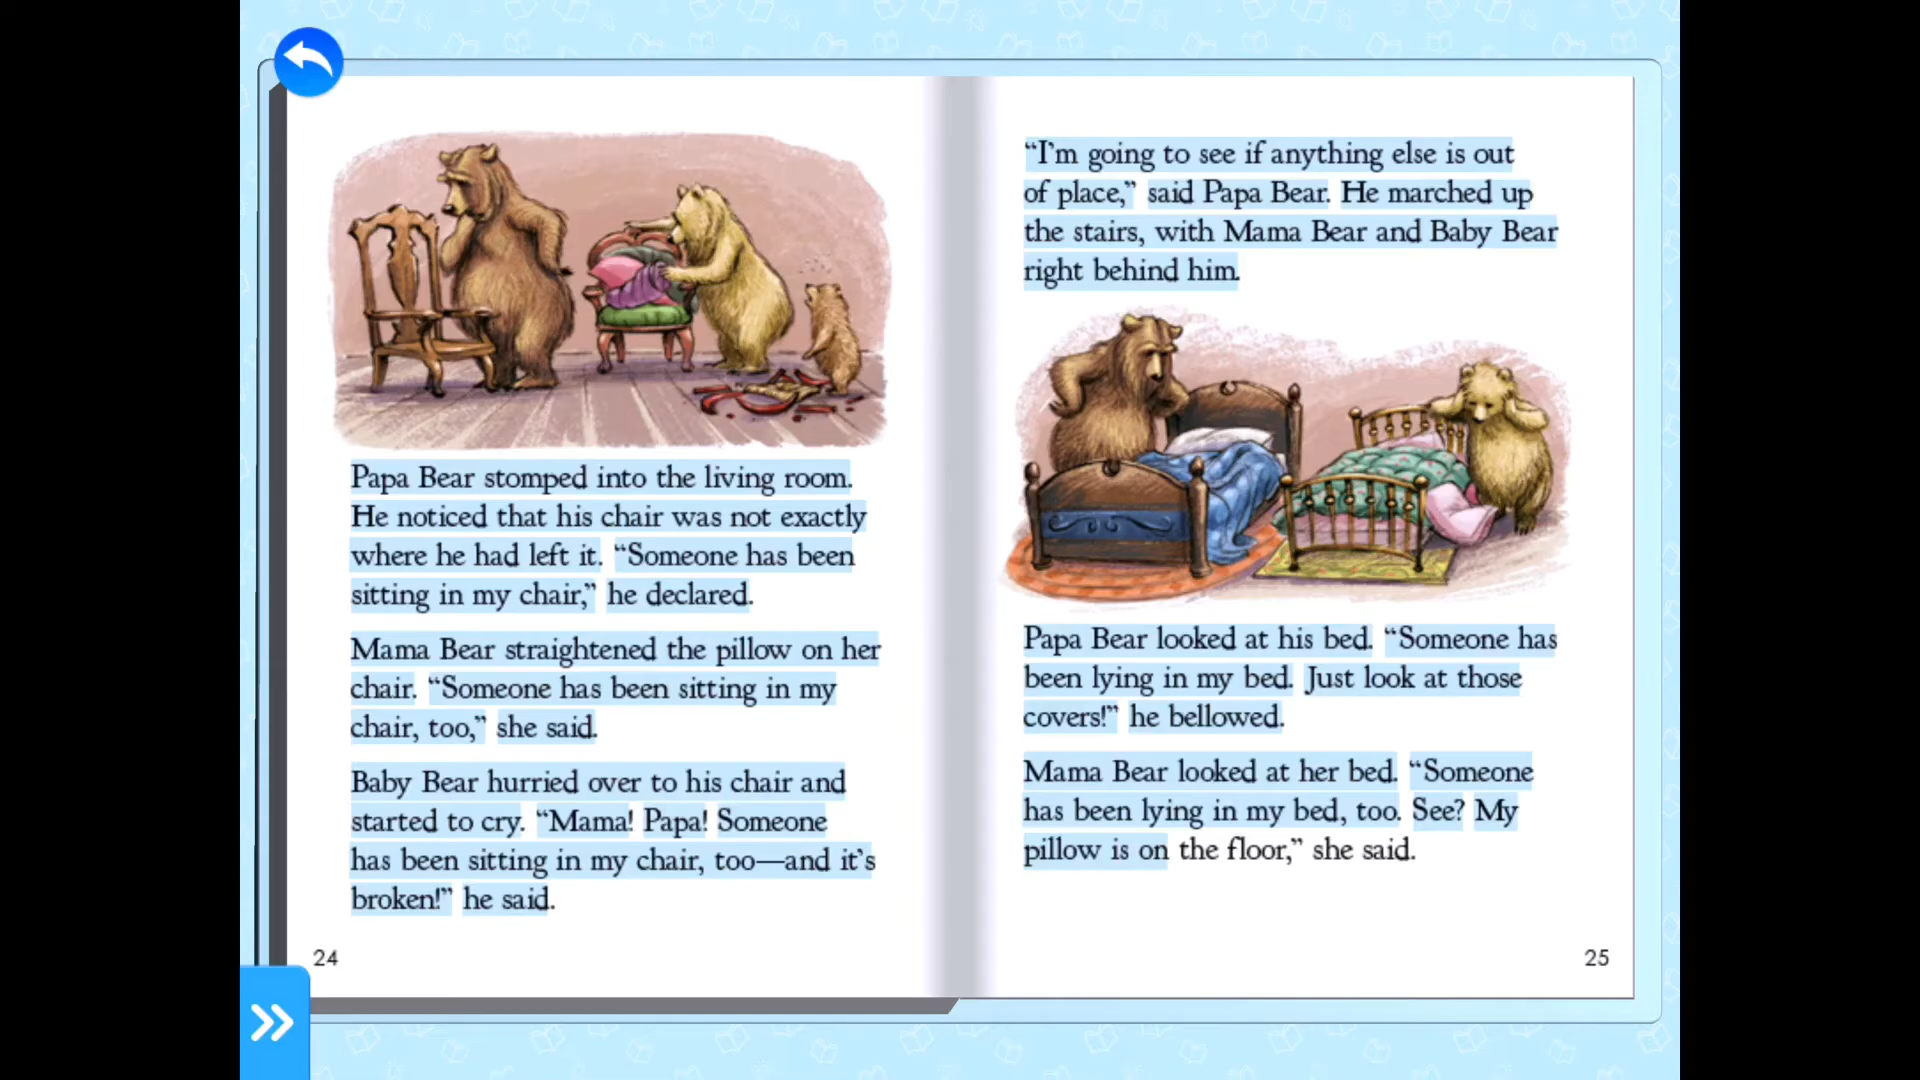 Papa Bear stomped into the living room.
He noticed that his chair was not exactly
where he had left it. “Someone has been
sitting in my chair,” he declared.
Mama Bear straightened the pillow on her
chair. “Someone has been sitting in my
chair, too,” she said.
Baby Bear hurried over to his chair and
started to cry. “Mama! Papa! Someone
has been sitting in my chair, too—and it’s
broken!” he said.
24
“I’m going to see if anything else is out
of place,” said Papa Bear. He marched up
the stairs, with Mama Bear and Baby Bear
right behind him.
Papa Bear looked at his bed. “Someone has
been lying in my bed. Just look at those
covers!” he bellowed.
Mama Bear looked at her bed. “Someone
has been lying in my bed, too. See? My
pillow is on the floor,” she said.
25